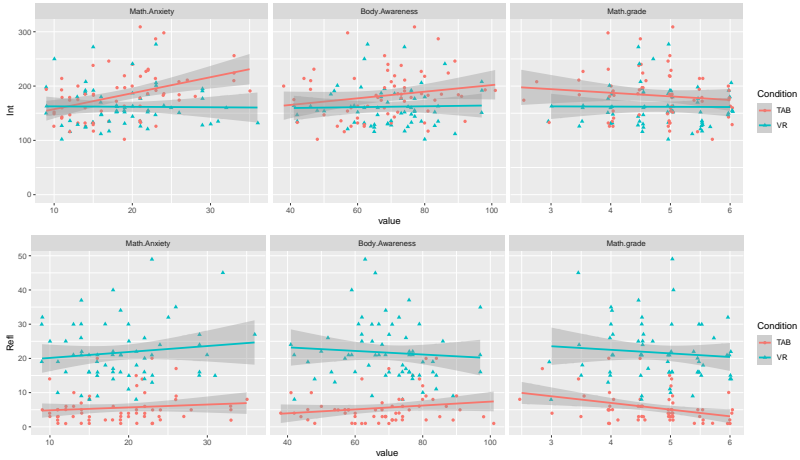 Math.Anxiety Body.Awareness Math.grade
300
200
100
0
Int
10 20 30 40 60 80 100 3 4 5 6
value
Condition
TAB
VR
Math.Anxiety Body.Awareness Math.grade
50
40
30
20
10
0
Refl
10 20 30 40 60 80 100 3 4 5 6
value
Condition
TAB
VR